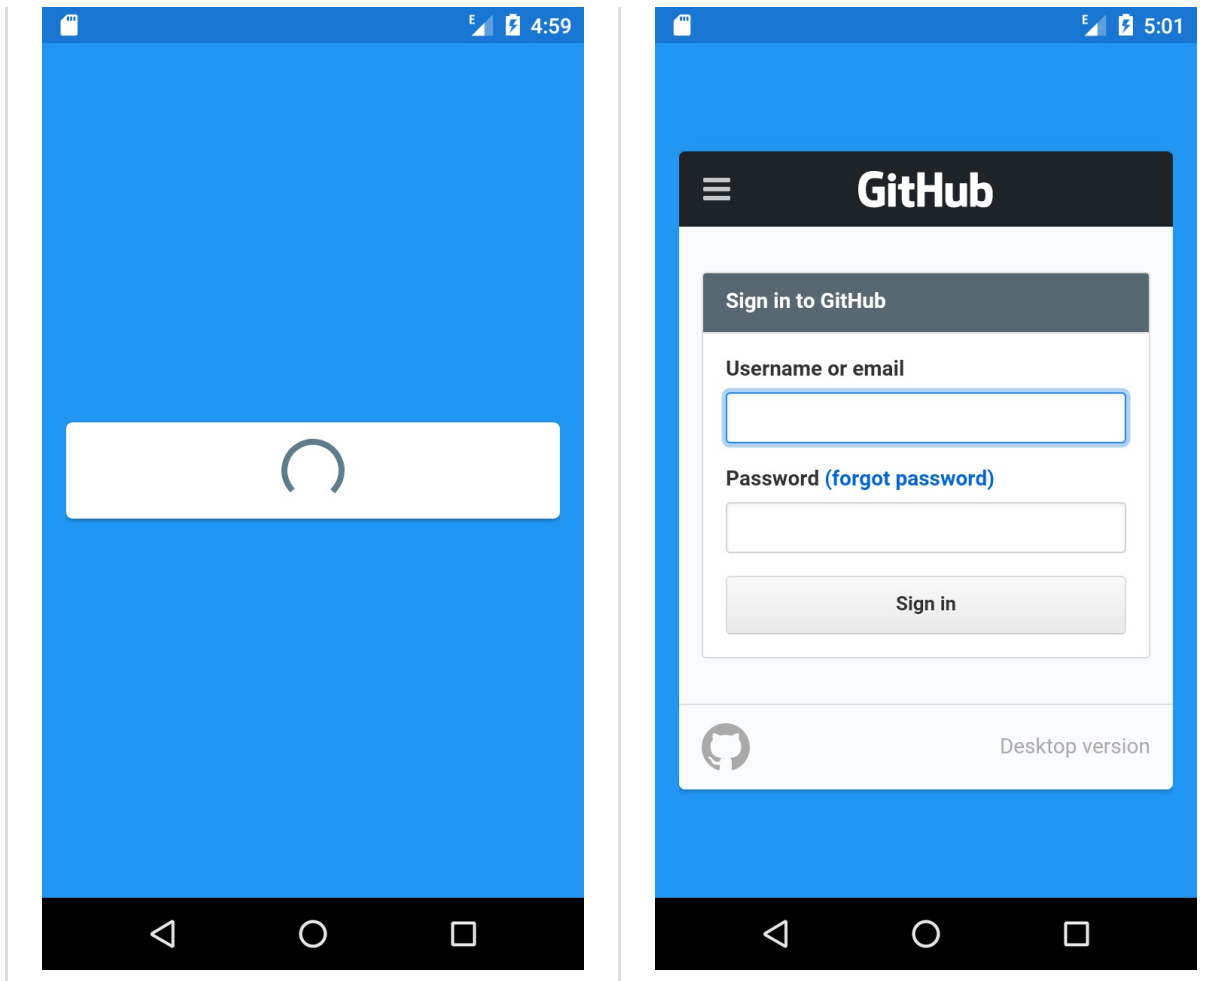 E 4:59
E 5:01
GitHub
Sign in to GitHub
Username or email
Password (forgot password)
Sign in
Desktop version